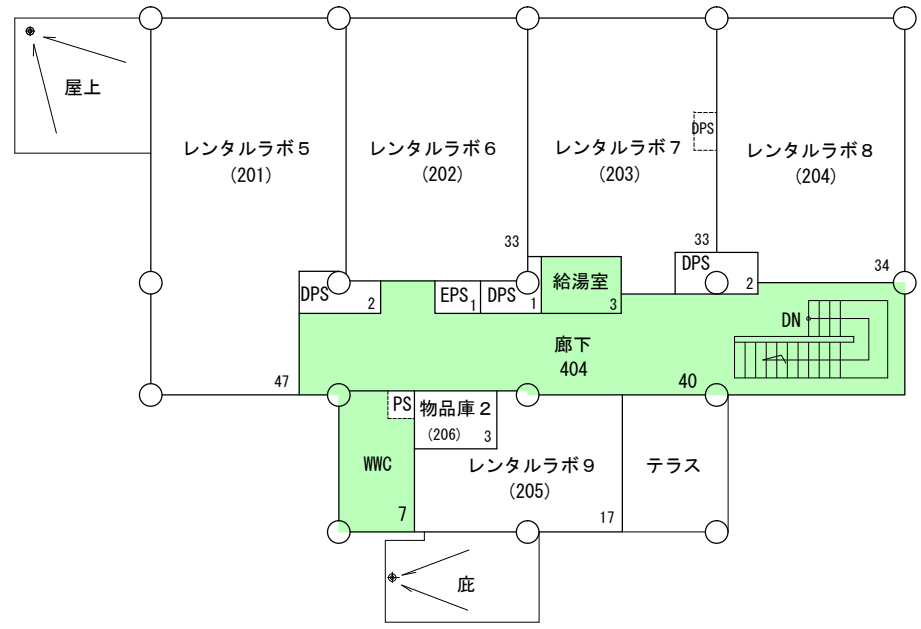 屋上
レンタルラボ5
(201)
47
レンタルラボ6
(202)
33
レンタルラボ7
(203)
33
DPS
レンタルラボ8
(204)
34
DPS
2
EPS
1
DPS
1
給湯室
3
DPS
2
廊下
404
40
DN
WWC
7
PS
物品庫2
(206)
3
レンタルラボ9
(205)
17
テラス
庇